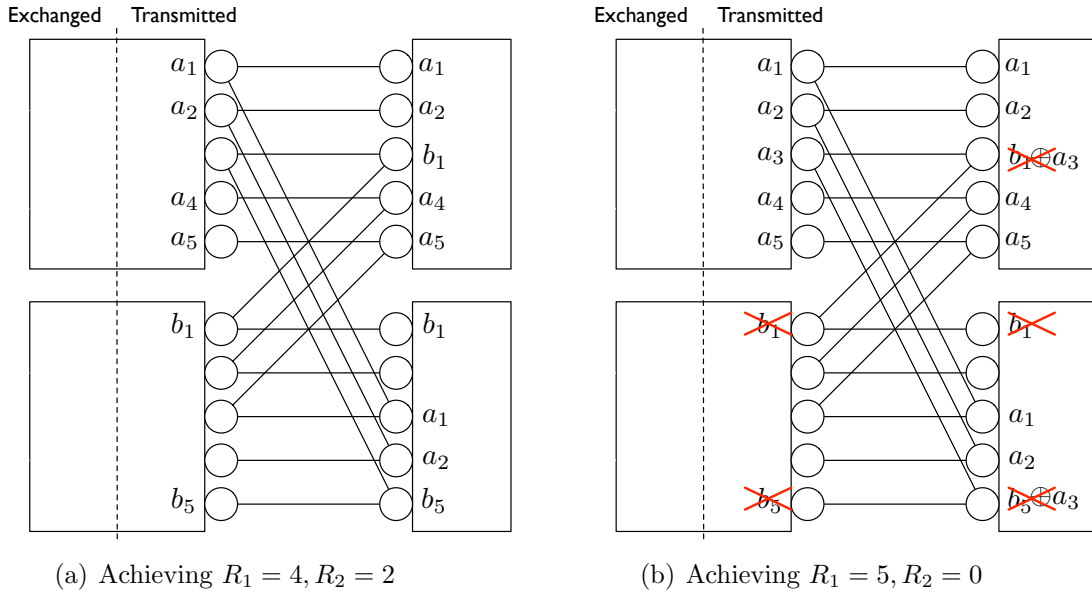 Exchanged Transmitted
a₁ a₁
a₂ a₂
b₁
a₄ a₄
a₅ a₅
b₁ b₁
a₁
a₂
b₅ b₅
(a) Achieving R₁ = 4, R₂ = 2
Exchanged Transmitted
a₁ a₁
a₂ a₂
a₃ b₁⊕a₃
a₄ a₄
a₅ a₅
b₁ b₁
a₁
a₂
b₅ b₅⊕a₃
(b) Achieving R₁ = 5, R₂ = 0